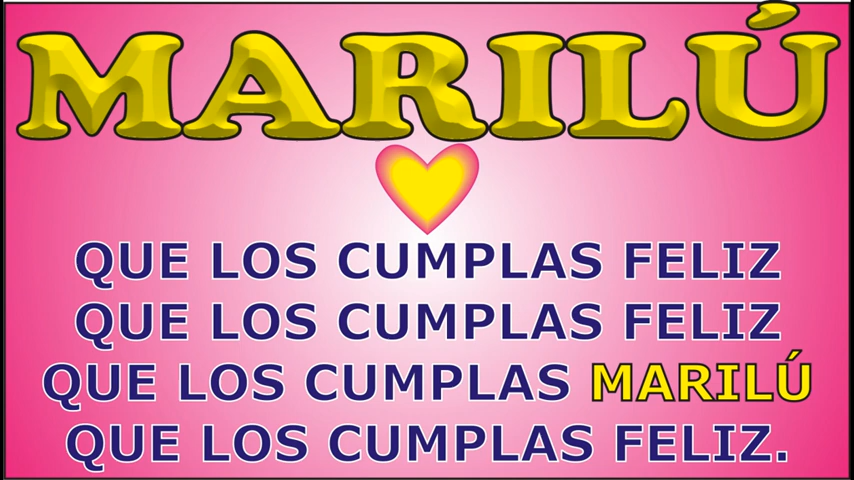 MARILÚ
QUE LOS CUMPLAS FELIZ
QUE LOS CUMPLAS FELIZ
QUE LOS CUMPLAS MARILÚ
QUE LOS CUMPLAS FELIZ.